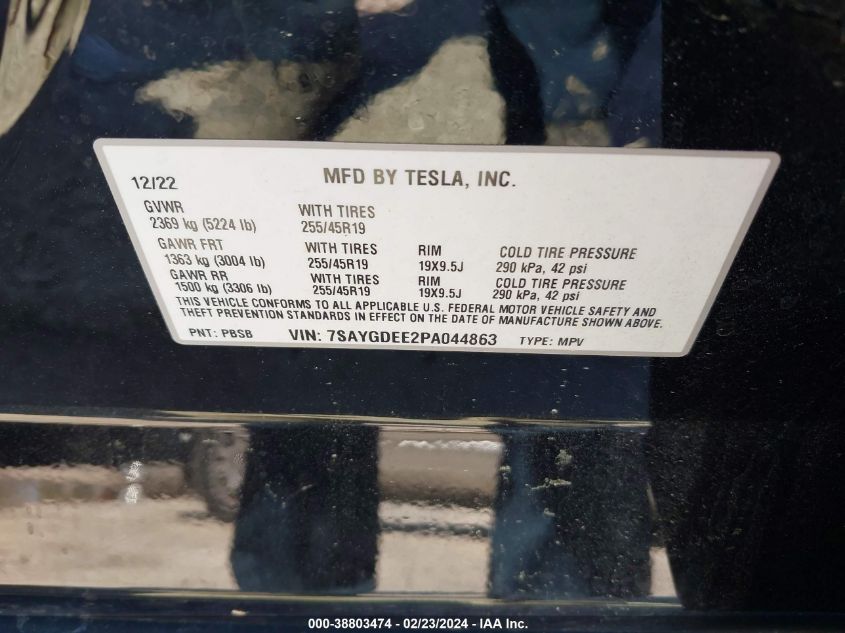 12/22 MFD BY TESLA, INC.
GVWR WITH TIRES
2369 kg (5224 lb) 255/45R19
GAWR FRT WITH TIRES RIM COLD TIRE PRESSURE
1363 kg (3004 lb) 255/45R19 19X9.5J 290 kPa, 42 psi
GAWR RR WITH TIRES RIM COLD TIRE PRESSURE
1500 kg (3306 lb) 255/45R19 19X9.5J 290 kPa, 42 psi
THIS VEHICLE CONFORMS TO ALL APPLICABLE U.S. FEDERAL MOTOR VEHICLE SAFETY AND
THEFT PREVENTION STANDARDS IN EFFECT ON THE DATE OF MANUFACTURE SHOWN ABOVE.
PNT: PBSB VIN: 7SAYGDEE2PA044863 TYPE: MPV
000-38803474 - 02/23/2024 - IAA Inc.